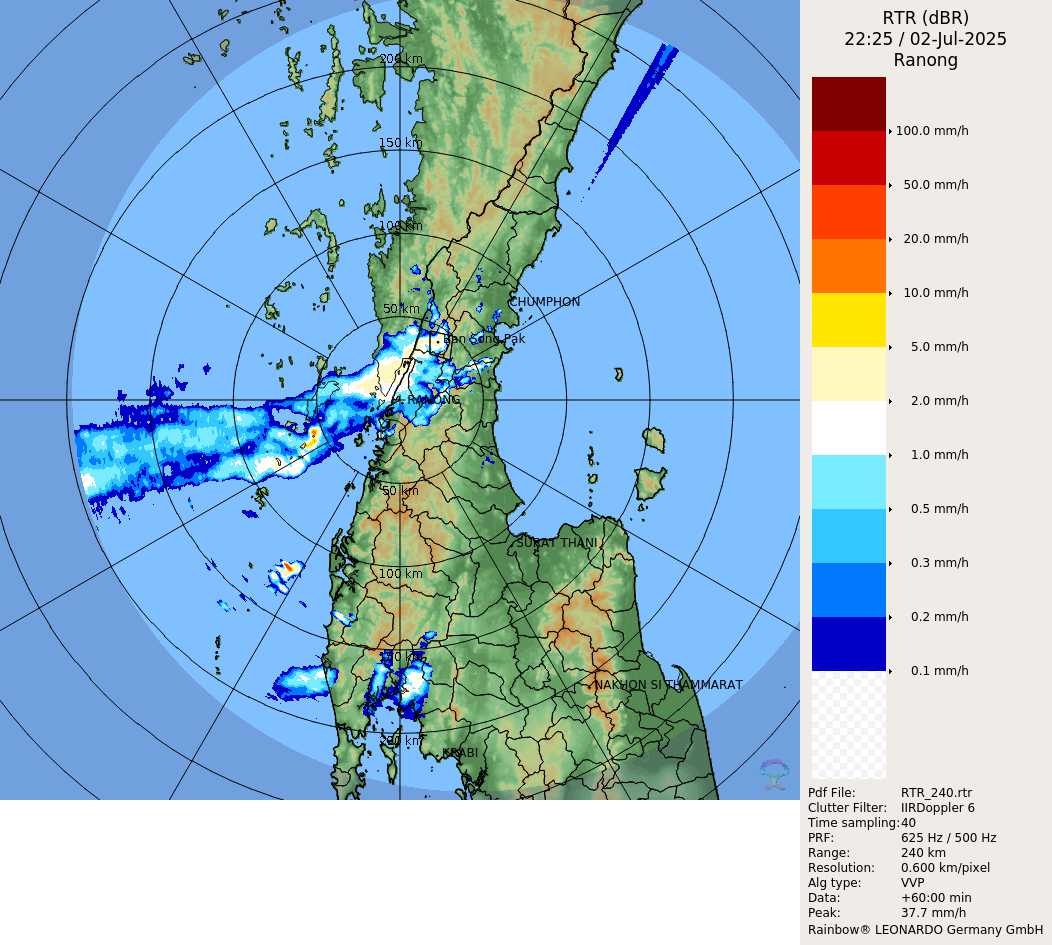 200 km
150 km
100 km
50 km
CHUMPHON
Ban Song Pak
RANONG
50 km
SURAT THANI
100 km
150 km
NAKHON SI THAMMARAT
200 km
KRABI
RTR (dBR)
22:25 / 02-Jul-2025
Ranong
100.0 mm/h
50.0 mm/h
20.0 mm/h
10.0 mm/h
5.0 mm/h
2.0 mm/h
1.0 mm/h
0.5 mm/h
0.3 mm/h
0.2 mm/h
0.1 mm/h
Pdf File: RTR_240.rtr
Clutter Filter: IIRDoppler 6
Time sampling: 40
PRF: 625 Hz / 500 Hz
Range: 240 km
Resolution: 0.600 km/pixel
Alg type: VVP
Data: +60:00 min
Peak: 37.7 mm/h
Rainbow® LEONARDO Germany GmbH